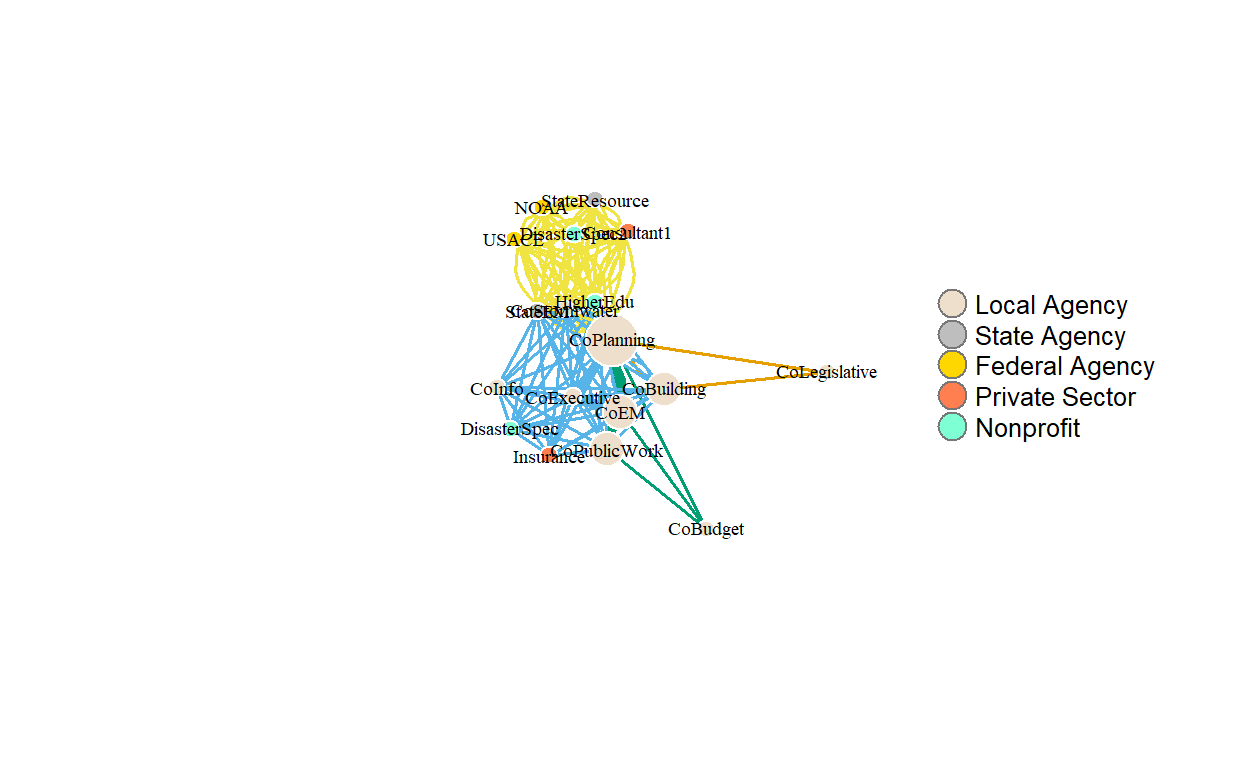 StateResource
NOAA
DisasterSpec2
Consultant1
USACE
HigherEdu
StateEM
CoStormwater
CoPlanning
CoLegislative
CoInfo
CoBuilding
CoExecutive
CoEM
DisasterSpec
CoPublicWork
Insurance
CoBudget
Local Agency
State Agency
Federal Agency
Private Sector
Nonprofit